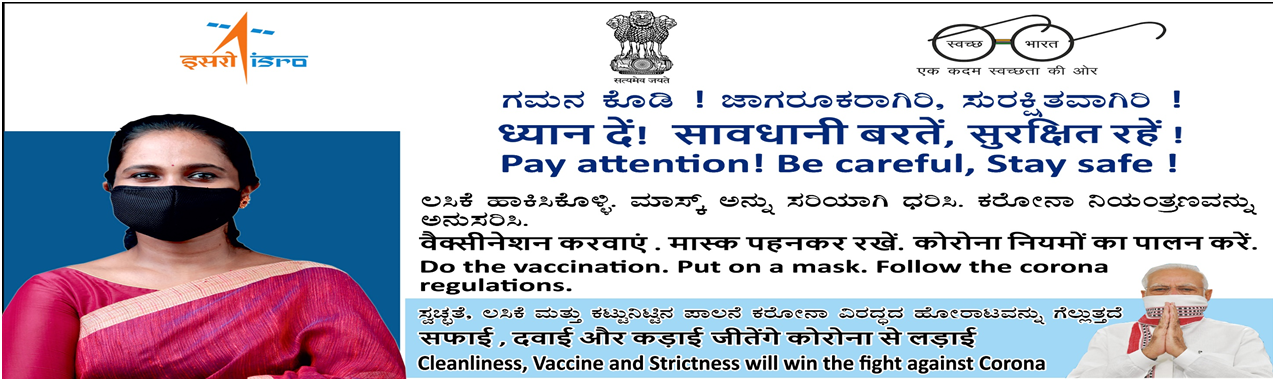 इसरो isro
सत्यमेव जयते
स्वच्छ भारत
एक कदम स्वच्छता की ओर
ಗಮನ ಕೊಡಿ ! ಜಾಗರೂಕರಾಗಿರಿ, ಸುರಕ್ಷಿತವಾಗಿರಿ !
ध्यान दें! सावधानी बरतें, सुरक्षित रहें !
Pay attention! Be careful, Stay safe !
ಲಸಿಕೆ ಹಾಕಿಸಿಕೊಳ್ಳಿ. ಮಾಸ್ಕ್ ಅನ್ನು ಸರಿಯಾಗಿ ಧರಿಸಿ. ಕರೋನಾ ನಿಯಂತ್ರಣವನ್ನು
ಅನುಸರಿಸಿ.
वैक्सीनेशन करवाएं . मास्क पहनकर रखें. कोरोना नियमों का पालन करें.
Do the vaccination. Put on a mask. Follow the corona
regulations.
ಸ್ವಚ್ಛತೆ, ಲಸಿಕೆ ಮತ್ತು ಕಟ್ಟುನಿಟ್ಟಿನ ಪಾಲನೆ ಕರೋನಾ ವಿರದ್ಧದ ಹೋರಾಟವನ್ನು ಗೆಲ್ಲುತ್ತದೆ
सफाई , दवाई और कड़ाई जीतेंगे कोरोना से लड़ाई
Cleanliness, Vaccine and Strictness will win the fight against Corona